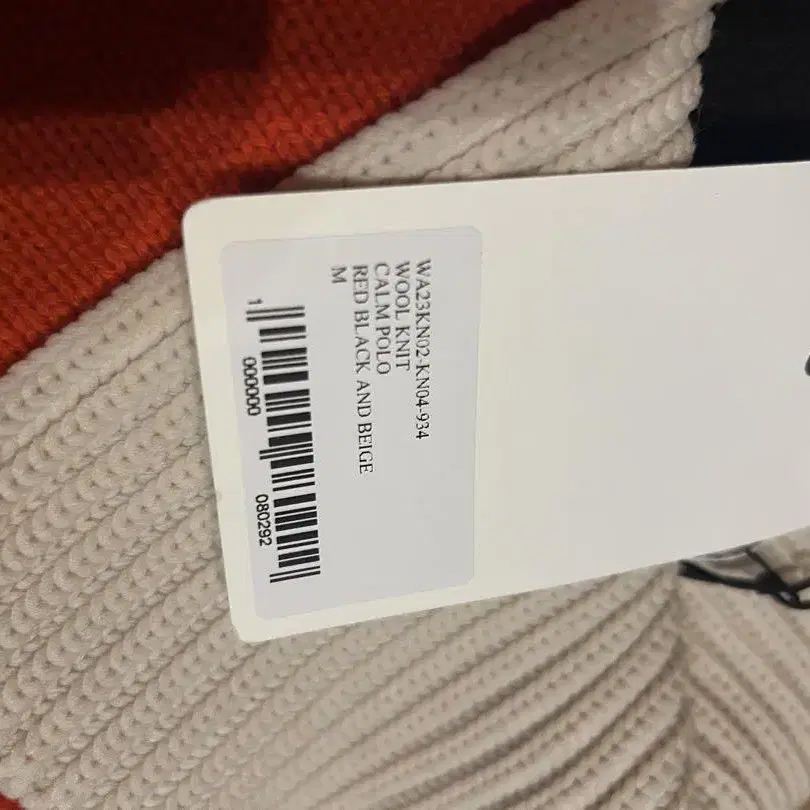 WA23KN02-KN04-934
WOOL KNIT
CALM POLO
RED BLACK AND BEIGE
M
1 000000 080292